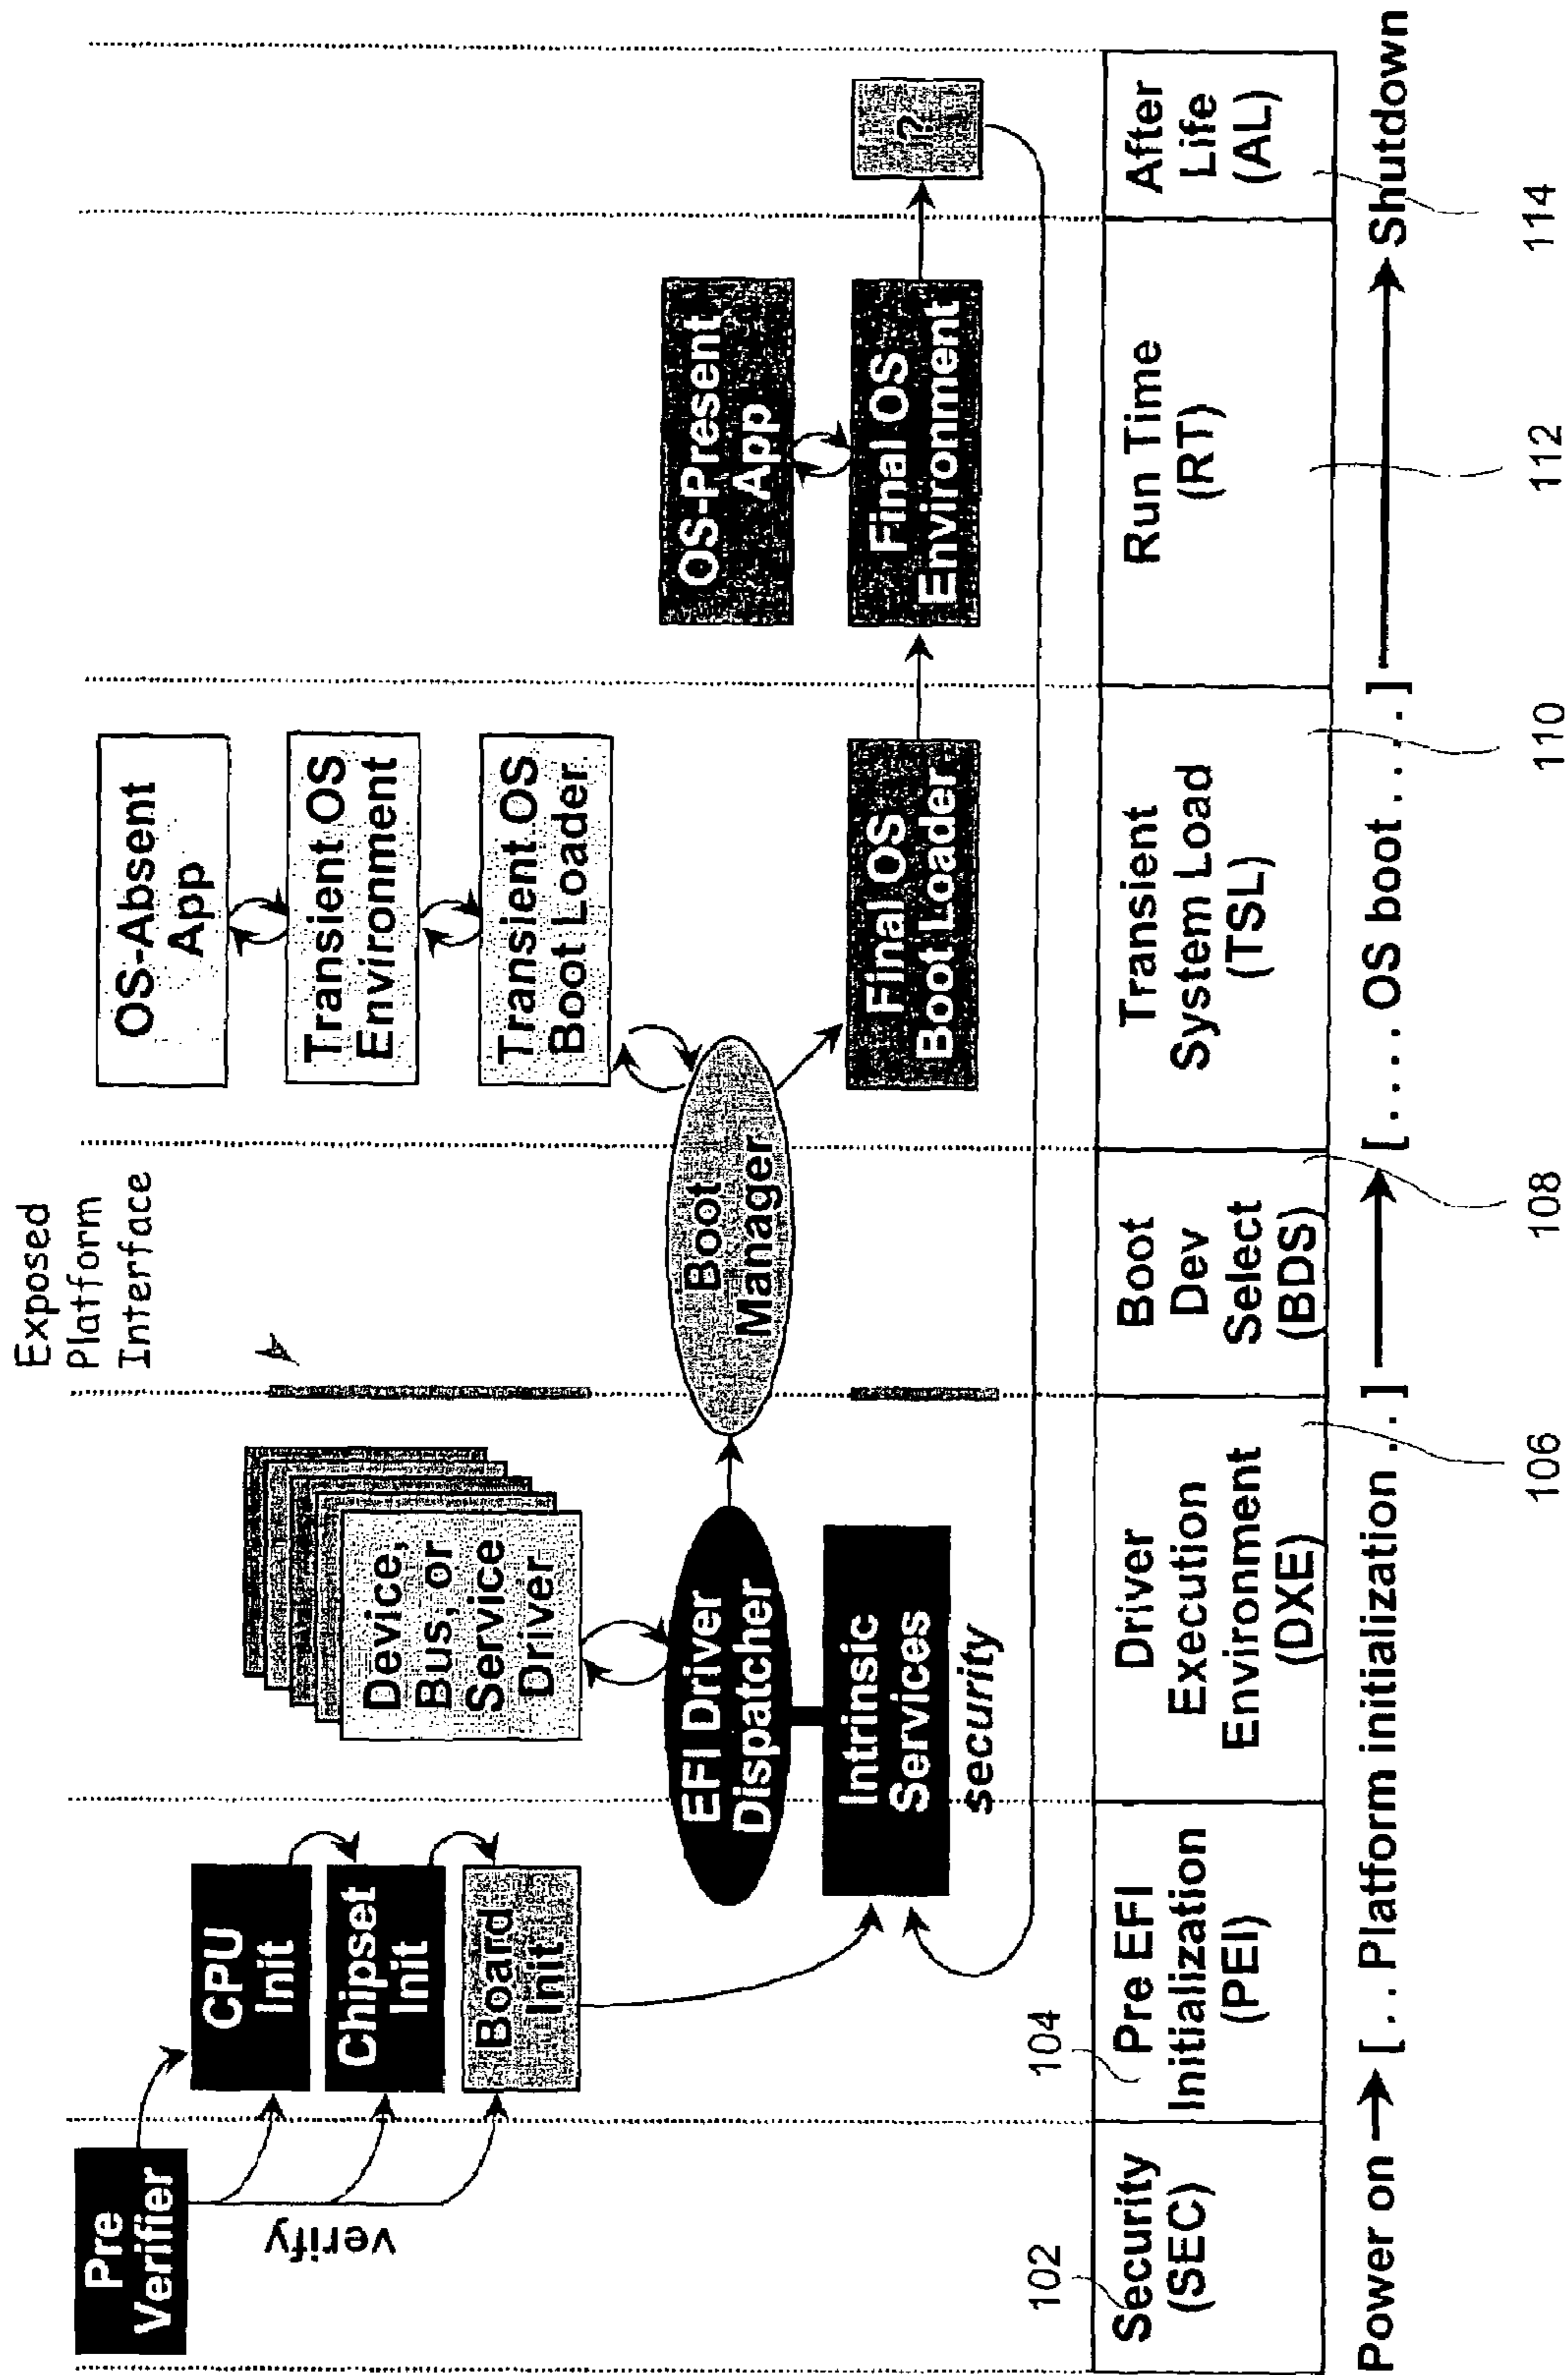 Exposed
Platform
Interface
Pre
Verifier
verify
CPU
Init
Chipset
Init
Board
Init
Device,
Bus, or
Service
Driver
EFI Driver
Dispatcher
Intrinsic
Services
security
Boot
Manager
OS-Absent
App
Transient OS
Environment
Transient OS
Boot Loader
Final OS
Boot Loader
OS-Present
App
Final OS
Environment
?
102
104
Security
(SEC)
Pre EFI
Initialization
(PEI)
Driver
Execution
Environment
(DXE)
Boot
Dev
Select
(BDS)
Transient
System Load
(TSL)
Run Time
(RT)
After
Life
(AL)
Power on → [ . . Platform initialization . . ] → [ . . . . OS boot . . . . ] → Shutdown
106
108
110
112
114